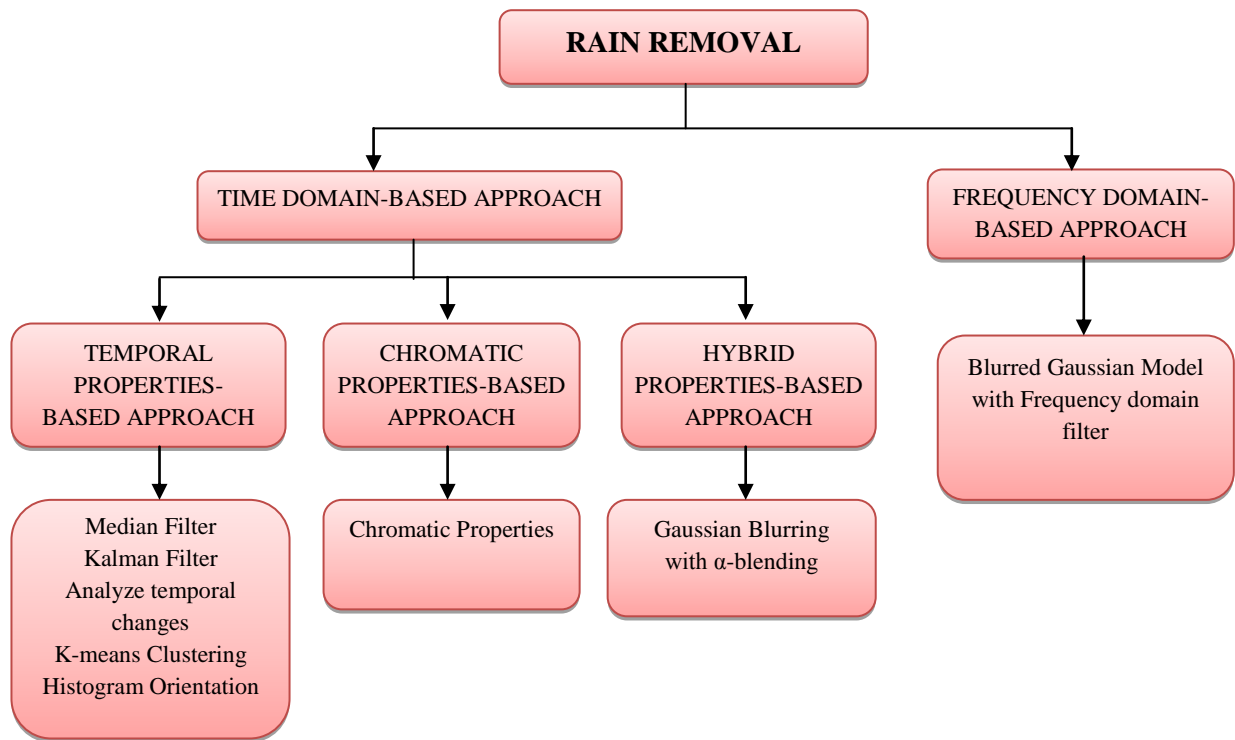 RAIN REMOVAL
TIME DOMAIN-BASED APPROACH
FREQUENCY DOMAIN-
BASED APPROACH
TEMPORAL
PROPERTIES-
BASED APPROACH
CHROMATIC
PROPERTIES-BASED
APPROACH
HYBRID
PROPERTIES-BASED
APPROACH
Blurred Gaussian Model
with Frequency domain
filter
Median Filter
Kalman Filter
Analyze temporal
changes
K-means Clustering
Histogram Orientation
Chromatic Properties
Gaussian Blurring
with α-blending